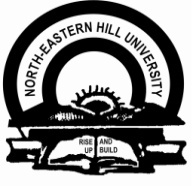 NORTH-EASTERN HILL UNIVERSITY
RISE AND
UP BUILD